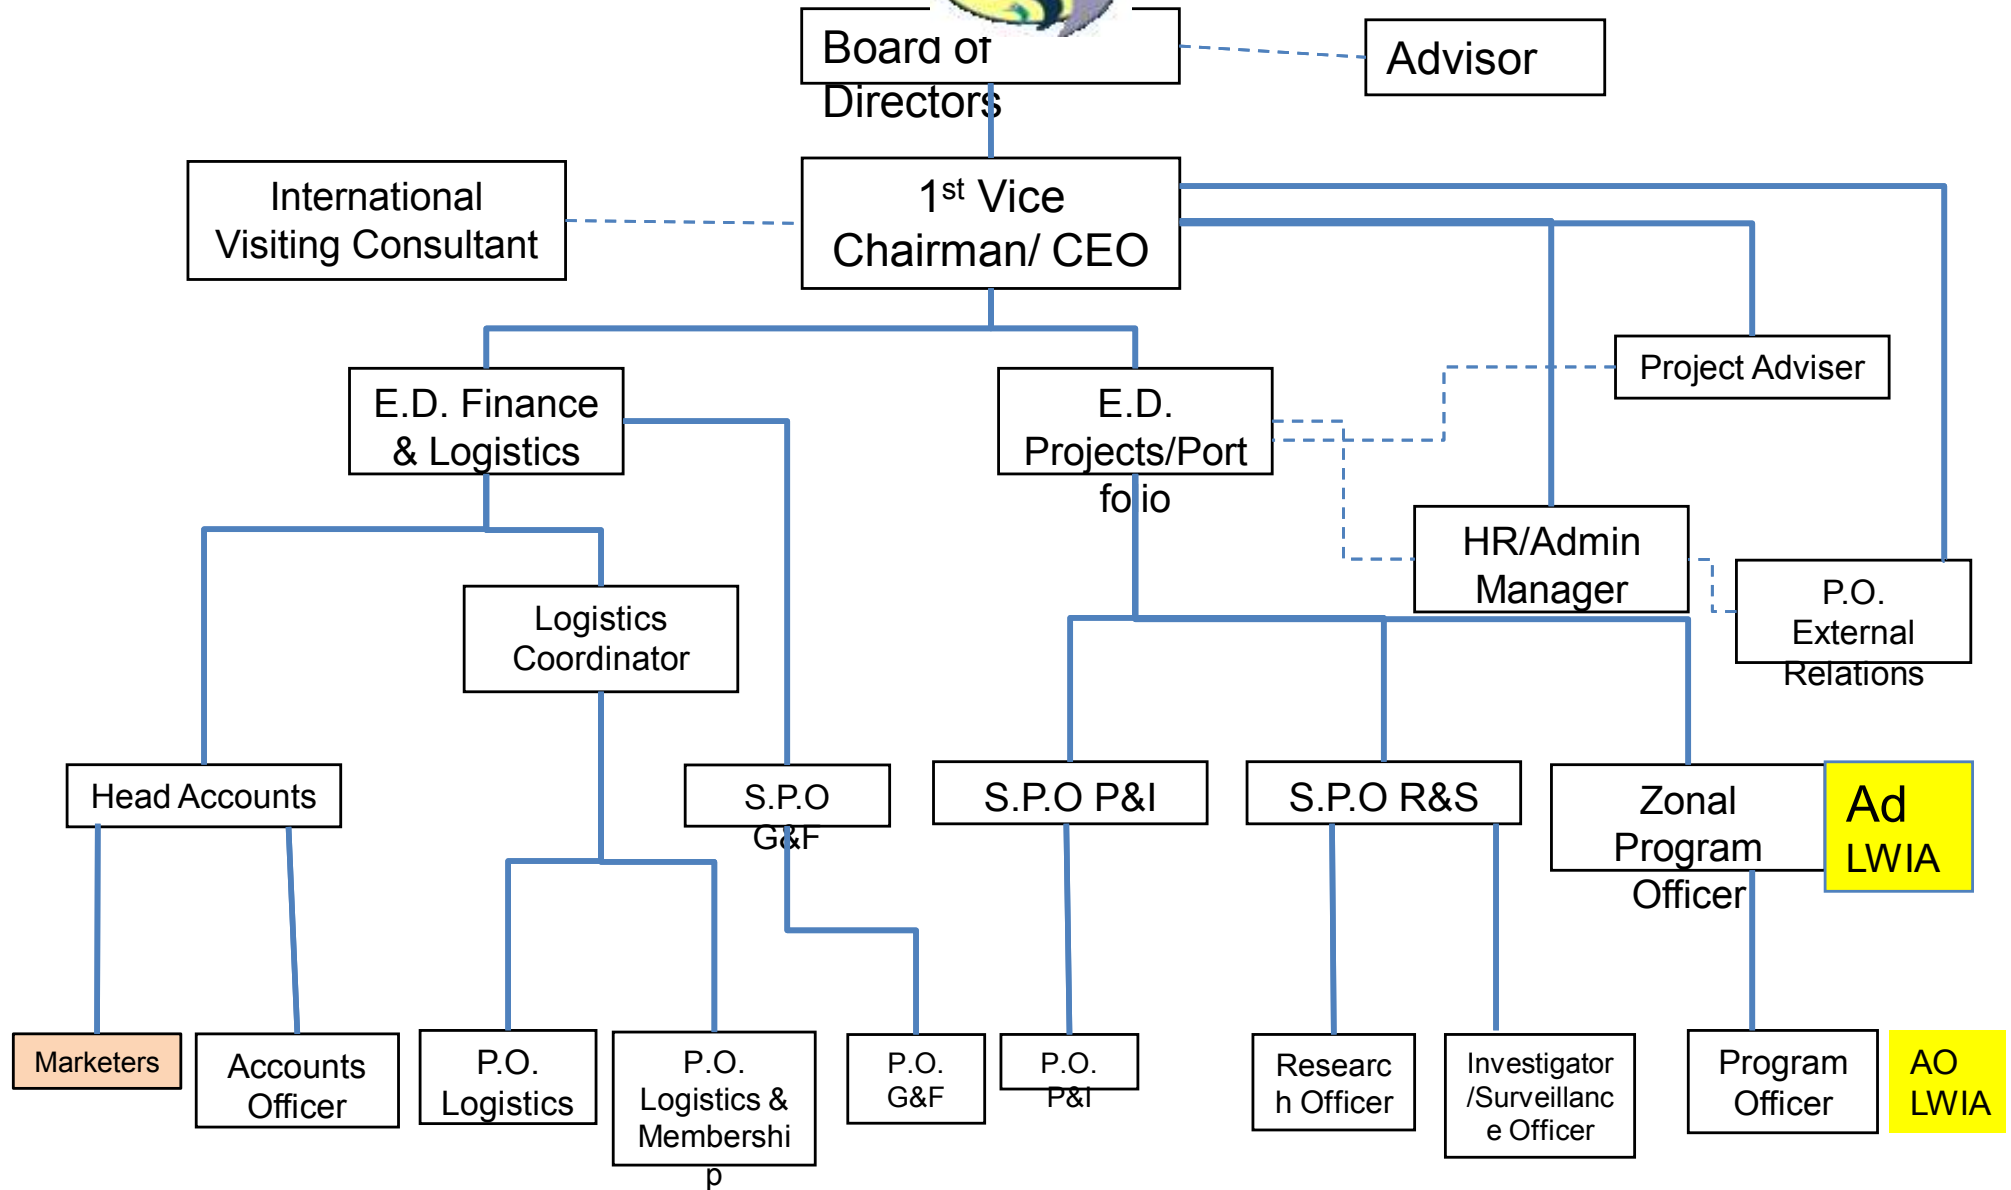 Board of
Directors
Advisor
International
Visiting Consultant
1st Vice
Chairman/ CEO
Project Adviser
E.D. Finance
& Logistics
E.D.
Projects/Port
folio
HR/Admin
Manager
P.O.
External
Relations
Logistics
Coordinator
Head Accounts
S.P.O
G&F
S.P.O P&I
S.P.O R&S
Zonal
Program
Officer
Ad
LWIA
Marketers
Accounts
Officer
P.O.
Logistics
P.O.
Logistics &
Membershi
p
P.O.
G&F
P.O.
P&I
Researc
h Officer
Investigator
/Surveillanc
e Officer
Program
Officer
AO
LWIA